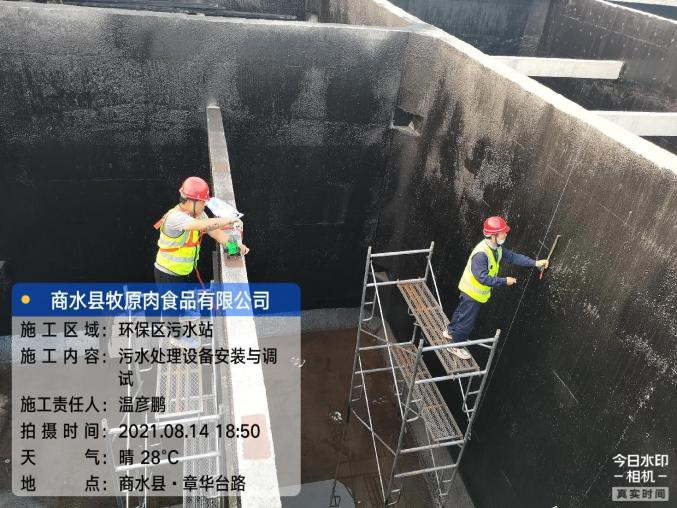 商水县牧原肉食品有限公司
施工区域：环保区污水站
施工内容：污水处理设备安装与调
试
施工责任人：温彦鹏
拍摄时间：2021.08.14 18:50
天气：晴 28°C
地点：商水县·章华台路
今日水印
-相机-
真实时间